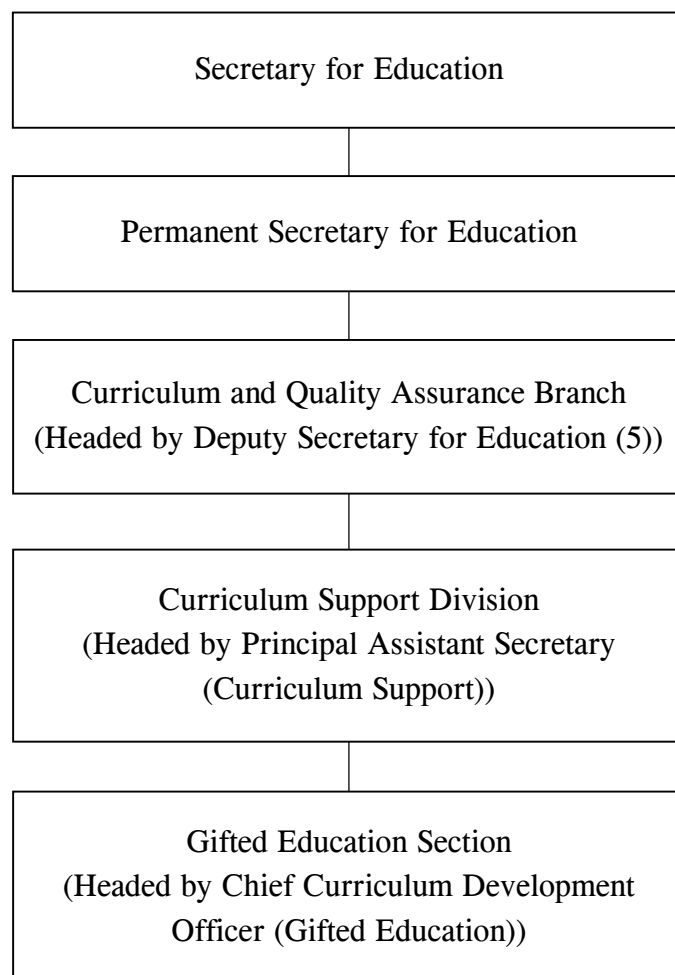 Secretary for Education
Permanent Secretary for Education
Curriculum and Quality Assurance Branch
(Headed by Deputy Secretary for Education (5))
Curriculum Support Division
(Headed by Principal Assistant Secretary
(Curriculum Support))
Gifted Education Section
(Headed by Chief Curriculum Development
Officer (Gifted Education))